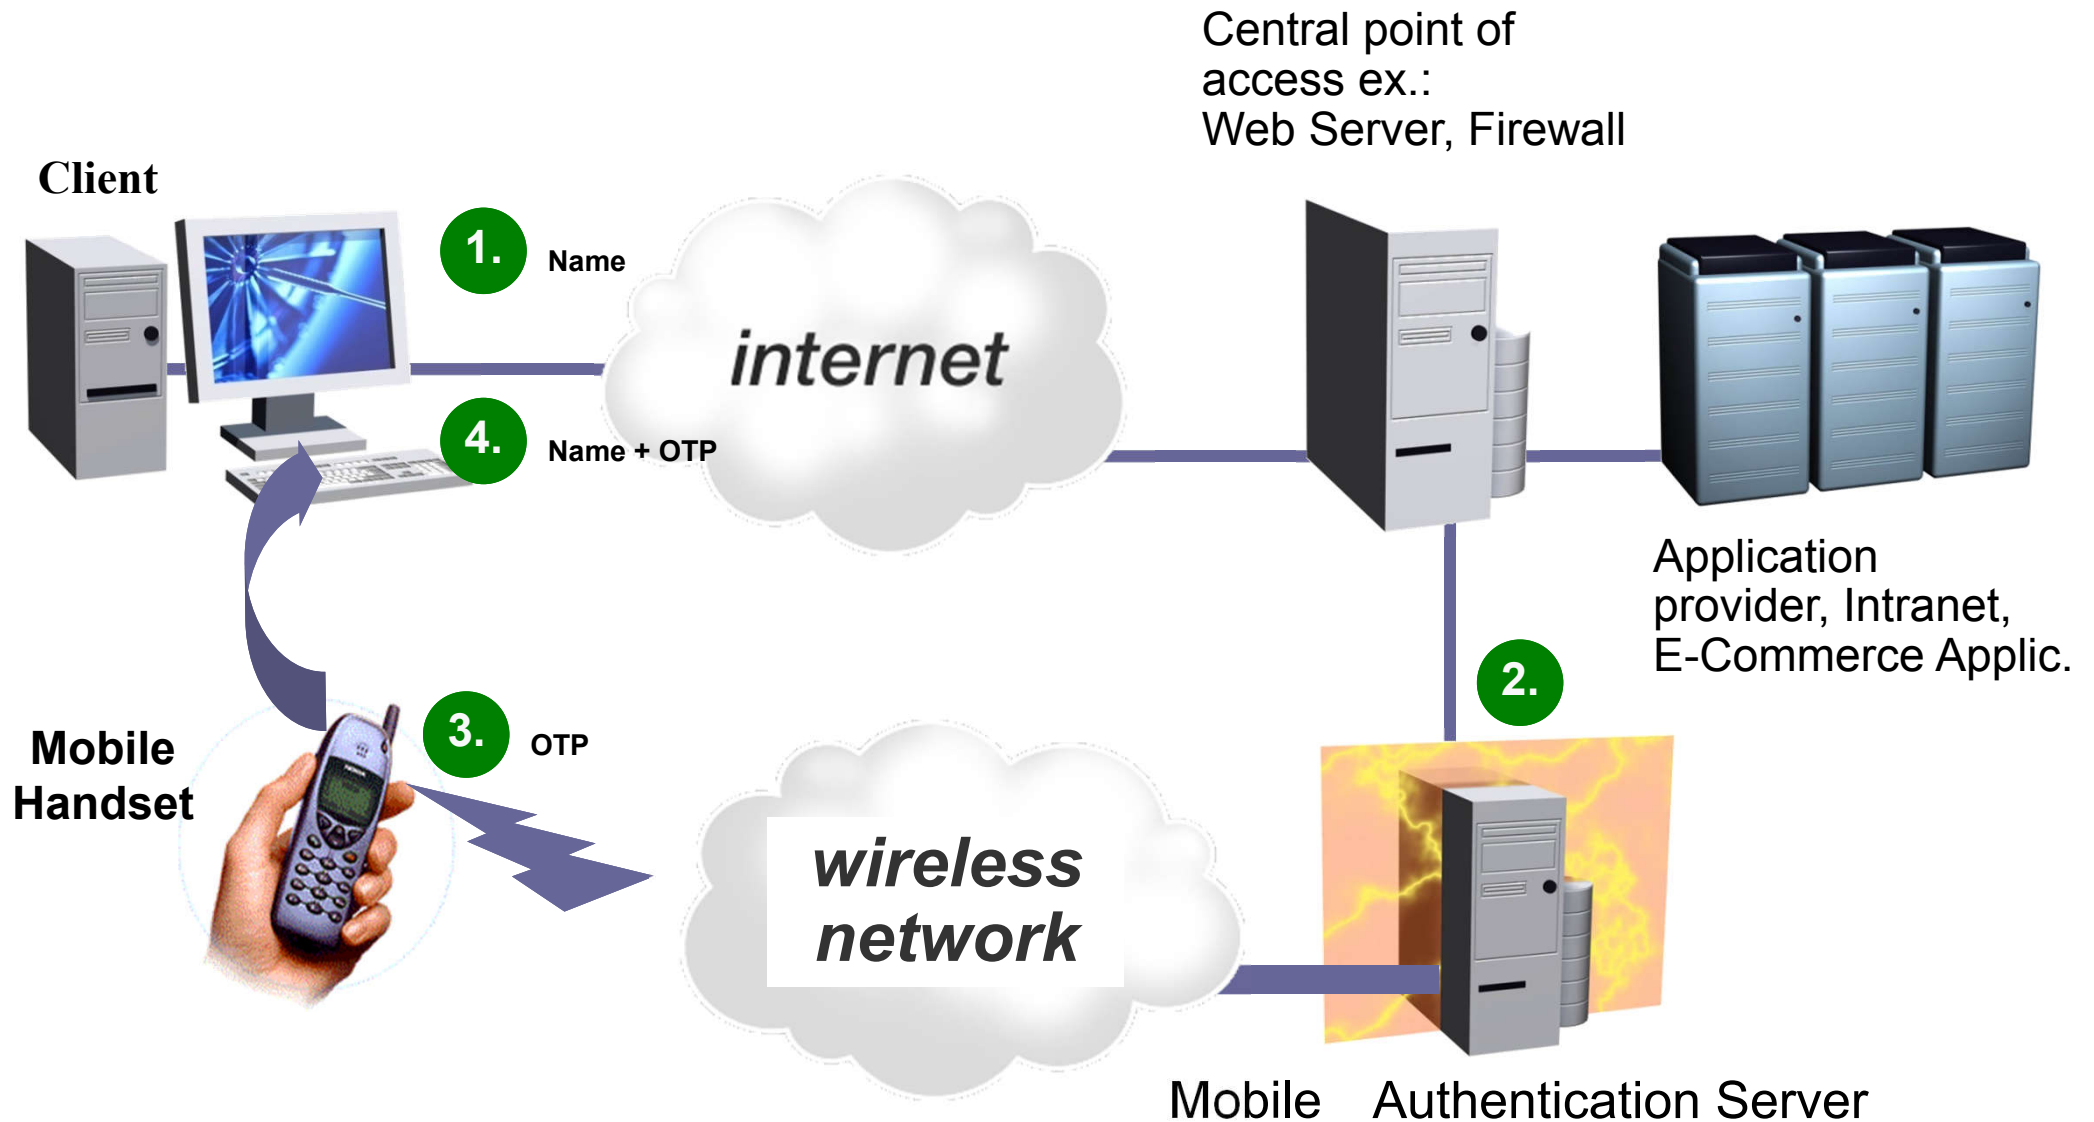 Central point of
access ex.:
Web Server, Firewall
Client
1.
Name
internet
4.
Name + OTP
Application
provider, Intranet,
E-Commerce Applic.
2.
3.
OTP
Mobile
Handset
NOKIA
wireless
network
Mobile Authentication Server